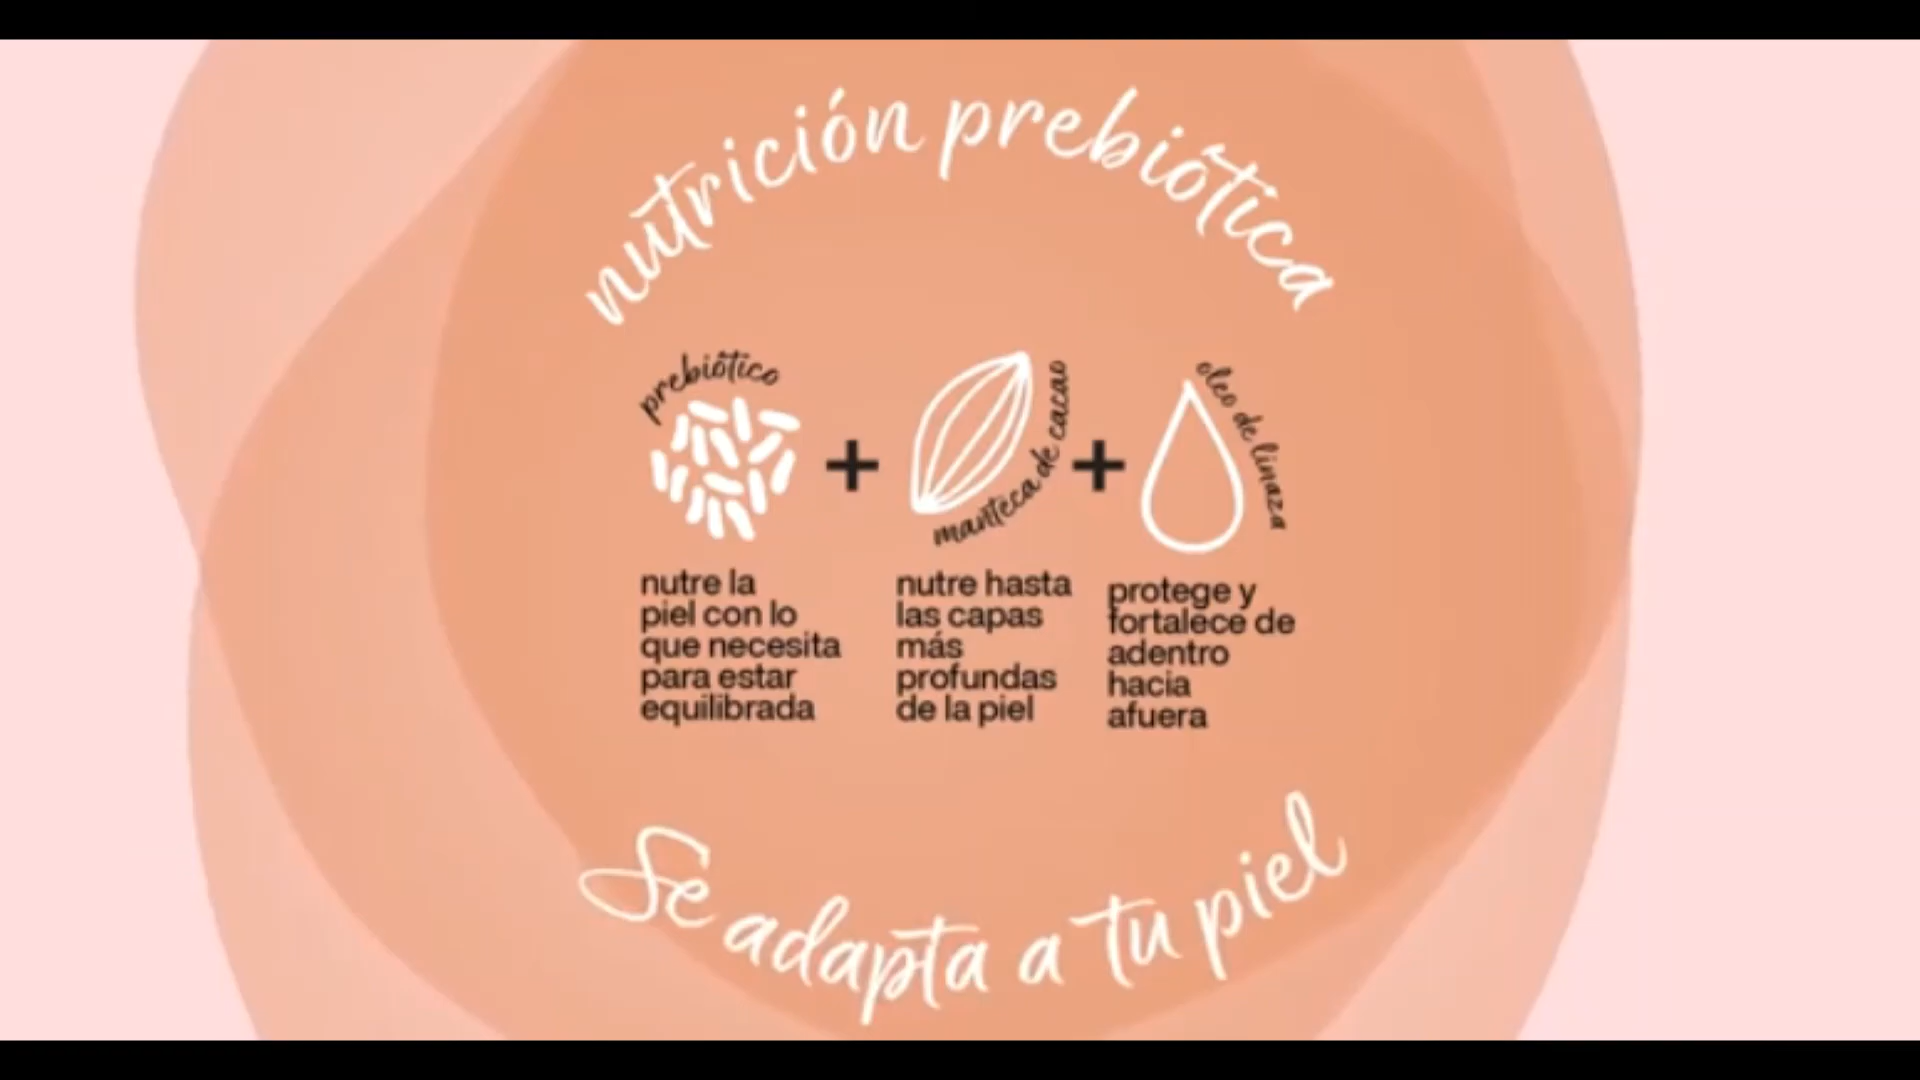 nutrición prebiótica
prebiótico
+
manteca de cacao
+
oleo de linaza
nutre la
piel con lo
que necesita
para estar
equilibrada
nutre hasta
las capas
más
profundas
de la piel
protege y
fortalece de
adentro
hacia
afuera
Se adapta a tu piel